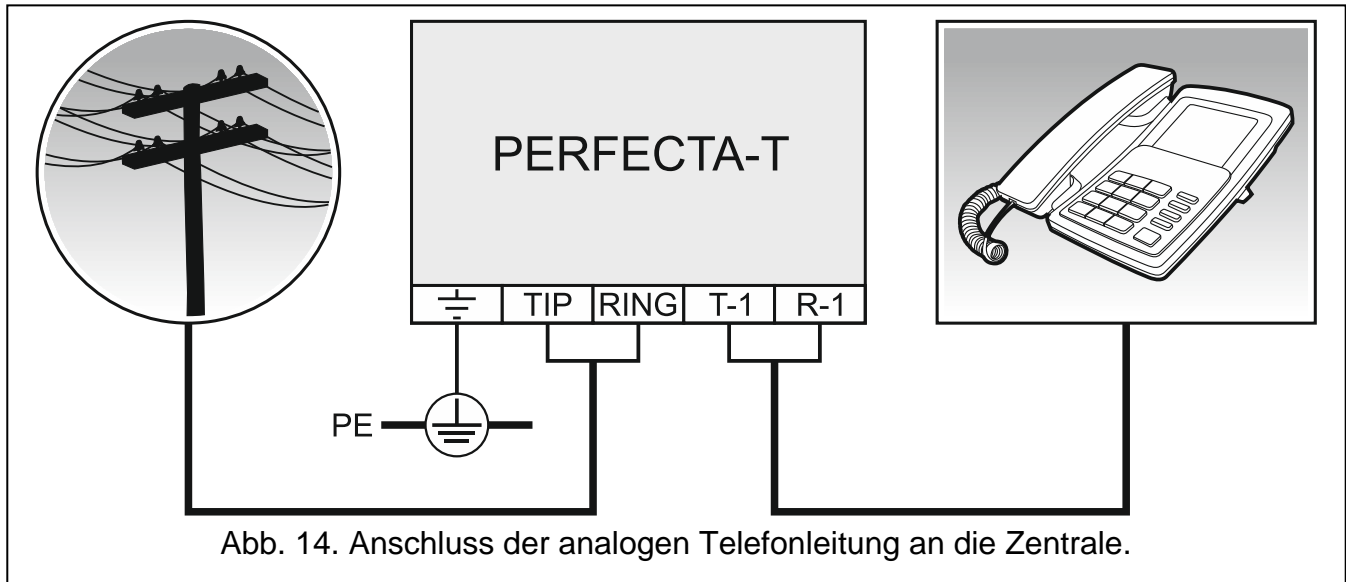 PERFECTA-T
TIP RING T-1 R-1
PE
Abb. 14. Anschluss der analogen Telefonleitung an die Zentrale.